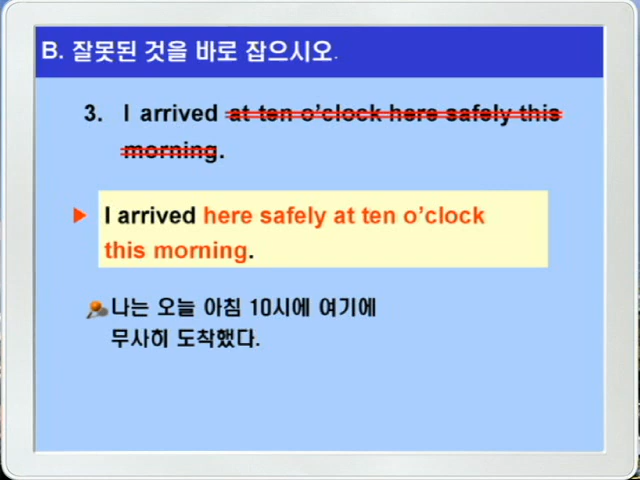 B. 잘못된 것을 바로 잡으시오.
3. I arrived at ten o'clock here safely this
morning.
I arrived here safely at ten o'clock
this morning.
나는 오늘 아침 10시에 여기에
무사히 도착했다.